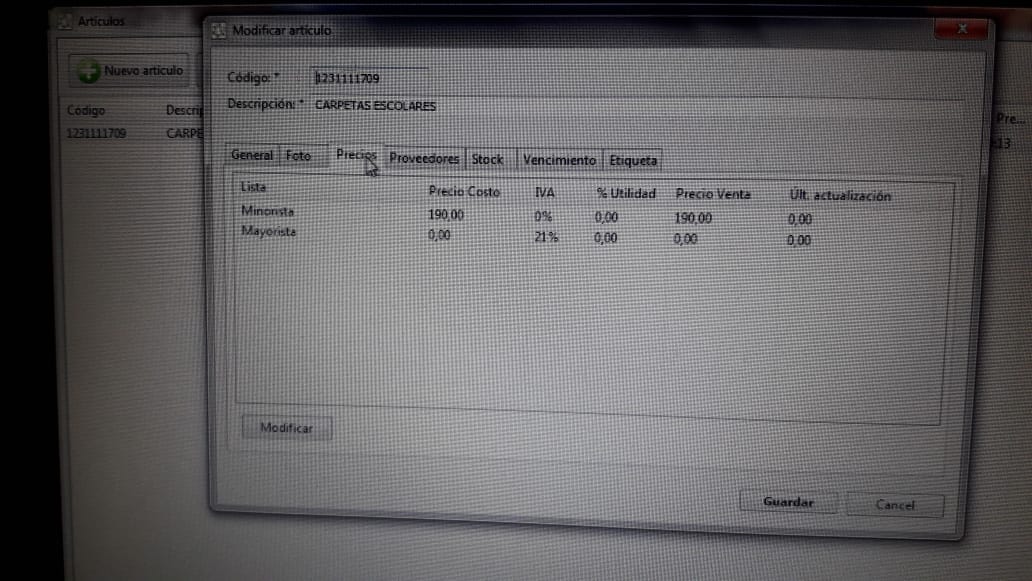 Artículos
Modificar artículo
Nuevo artículo
Código: * 1231111709
Descripción: * CARPETAS ESCOLARES
Código Descrip Pre...
1231111709 CARPE 13
General Foto Precios Proveedores Stock Vencimiento Etiqueta
Lista Precio Costo IVA % Utilidad Precio Venta Últ. actualización
Minorista 190,00 0% 0,00 190,00 0,00
Mayorista 0,00 21% 0,00 0,00 0,00
Modificar
Guardar Cancel